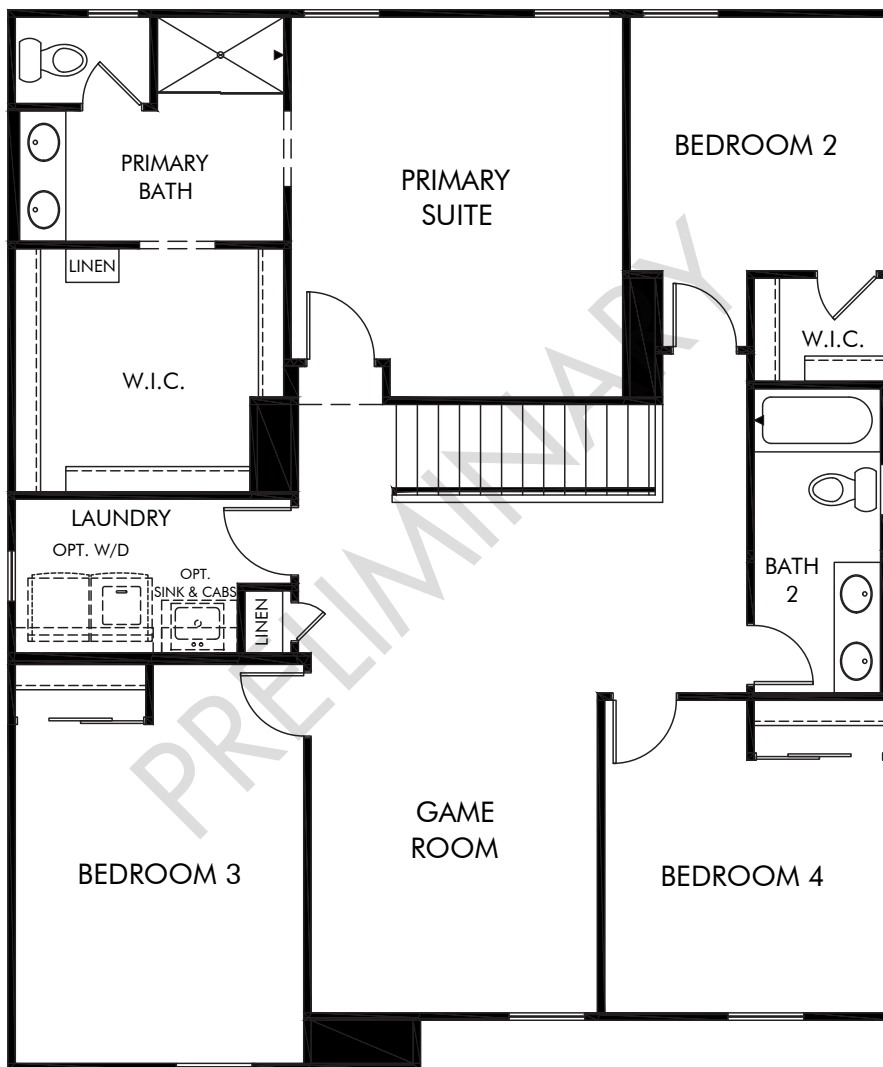 PRIMARY
BATH
PRIMARY
SUITE
BEDROOM 2
LINEN
W.I.C.
W.I.C.
LAUNDRY
OPT. W/D
OPT.
SINK & CABS
LINEN
BATH
2
GAME
ROOM
BEDROOM 3
BEDROOM 4
PRELIMINARY